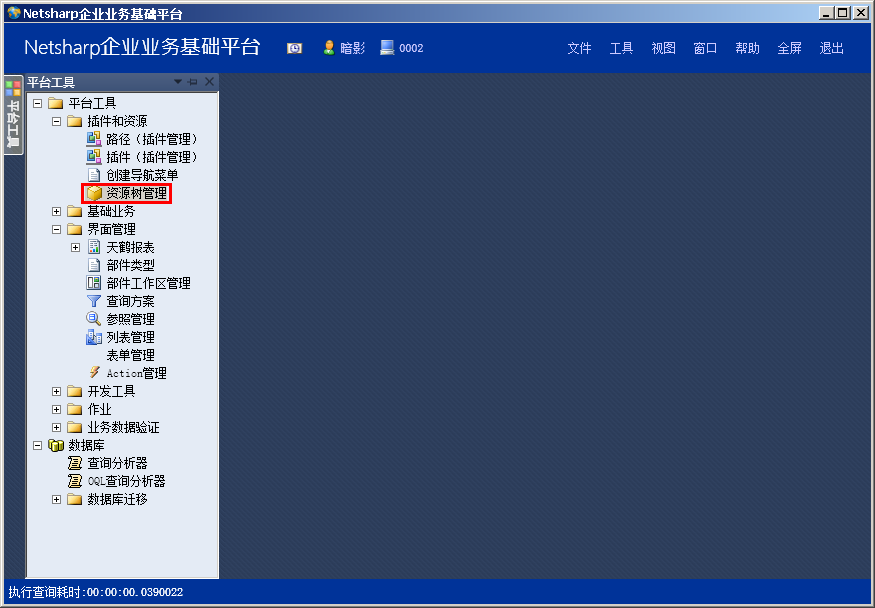 Netsharp企业业务基础平台
Netsharp企业业务基础平台 暗影 0002 文件 工具 视图 窗口 帮助 全屏 退出
平台工具
平台工具
平台工具
插件和资源
路径（插件管理）
插件（插件管理）
创建导航菜单
资源树管理
基础业务
界面管理
天鹤报表
部件类型
部件工作区管理
查询方案
参照管理
列表管理
表单管理
Action管理
开发工具
作业
业务数据验证
数据库
查询分析器
OQL查询分析器
数据库迁移
执行查询耗时:00:00:00.0390022